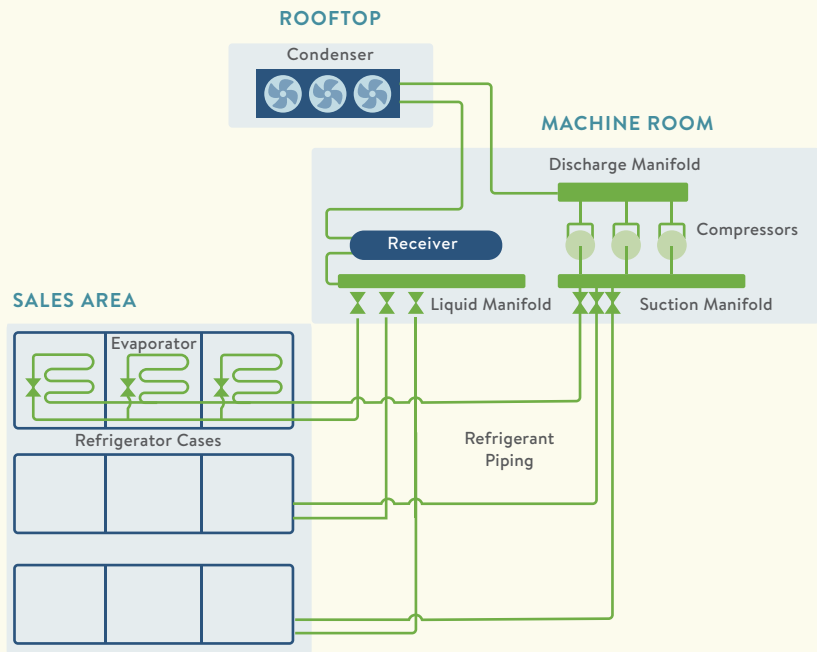 ROOFTOP
Condenser
MACHINE ROOM
Discharge Manifold
Compressors
Receiver
Liquid Manifold
Suction Manifold
SALES AREA
Evaporator
Refrigerator Cases
Refrigerant
Piping